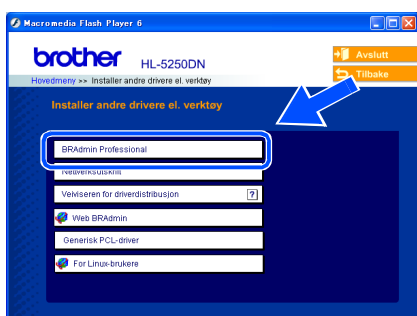 Macromedia Flash Player 6
brother HL-5250DN
Avslutt
Hovedmeny >> Installer andre drivere el. verktøy
Tilbake
Installer andre drivere el. verktøy
BRAdmin Professional
Nettverksutskrift
Veiviseren for driverdistribusjon ?
Web BRAdmin
Generisk PCL-driver
For Linux-brukere